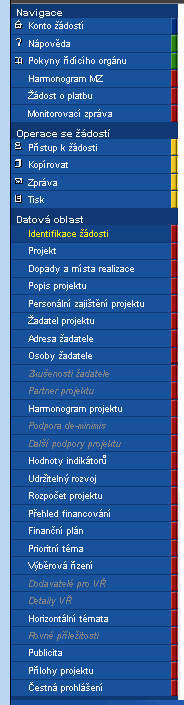 Navigace
Konto žádostí
Nápověda
Pokyny řídícího orgánu
Harmonogram MZ
Žádost o platbu
Monitorovací zpráva
Operace se žádostí
Přístup k žádosti
Kopírovat
Zpráva
Tisk
Datová oblast
Identifikace žádosti
Projekt
Dopady a místa realizace
Popis projektu
Personální zajištění projektu
Žadatel projektu
Adresa žadatele
Osoby žadatele
Zkušenosti žadatele
Partner projektu
Harmonogram projektu
Podpora de-minimis
Další podpory projektu
Hodnoty indikátorů
Udržitelný rozvoj
Rozpočet projektu
Přehled financování
Finanční plán
Prioritní téma
Výběrová řízení
Dodavatelé pro VŘ
Detaily VŘ
Horizontální témata
Rovné příležitosti
Publicita
Přílohy projektu
Čestná prohlášení